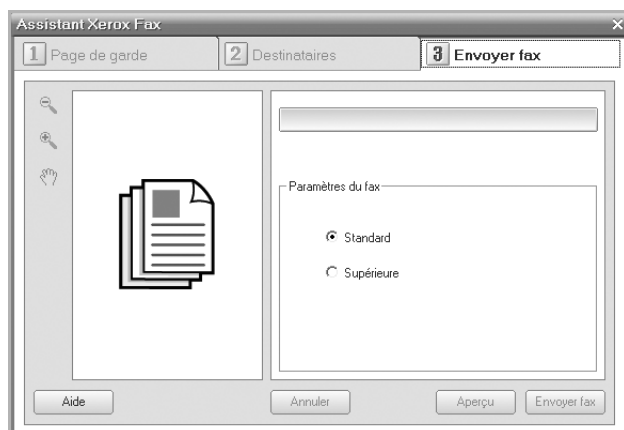 Assistant Xerox Fax
1 Page de garde
2 Destinataires
3 Envoyer fax
Paramètres du fax
Standard
Supérieure
Aide
Annuler
Aperçu
Envoyer fax